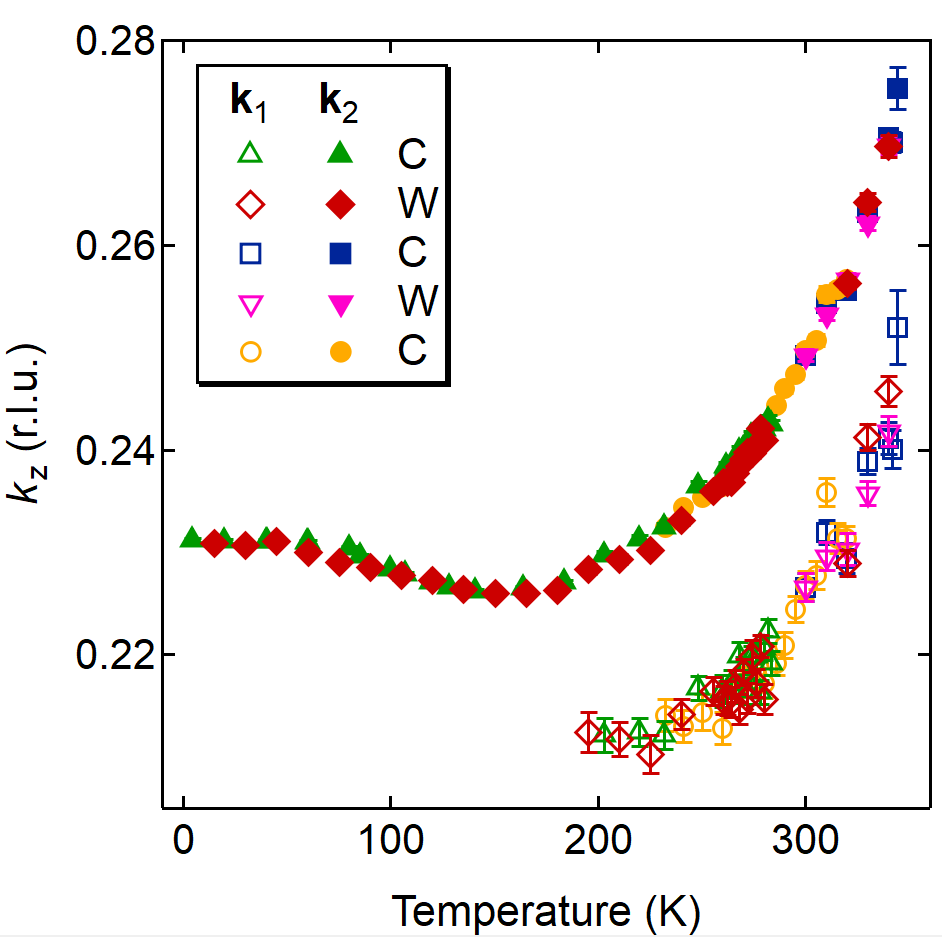 0.28
0.26
0.24
0.22
kz (r.l.u.)
k1 k2
C
W
C
W
C
0 100 200 300
Temperature (K)